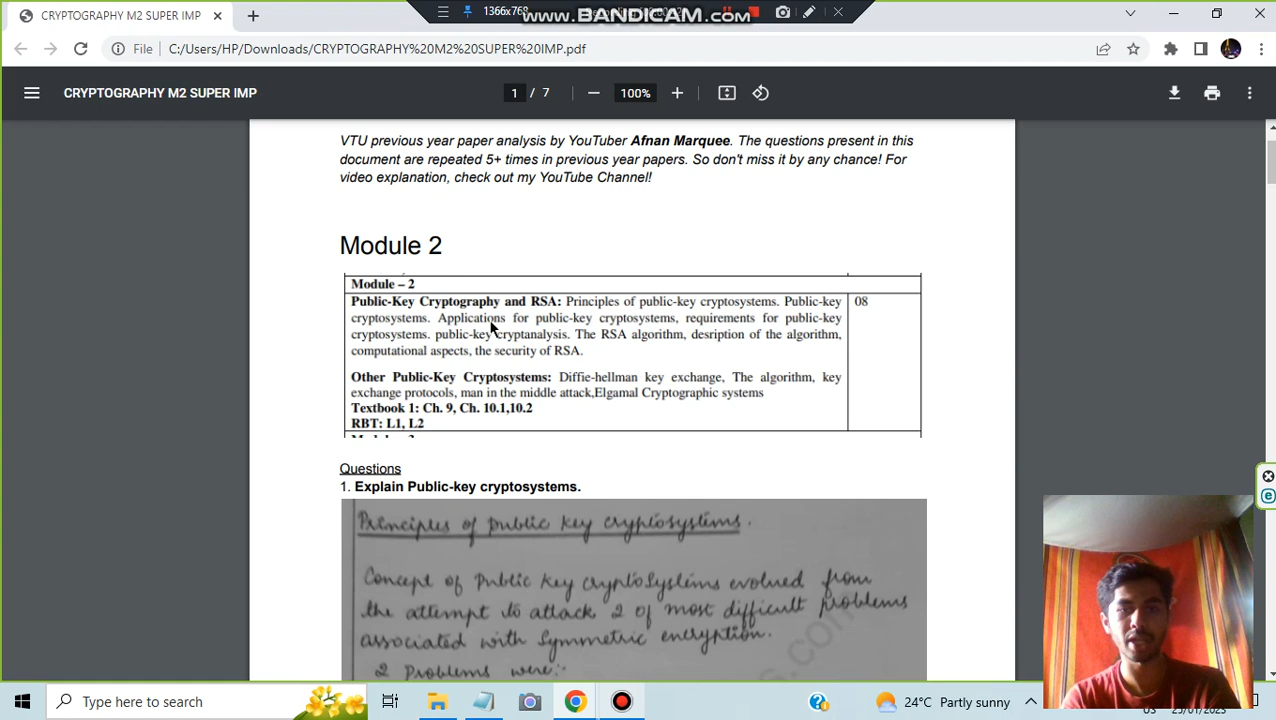 CRYPTOGRAPHY M2 SUPER IMP
1366x768
www.BANDICAM.com
File
C:/Users/HP/Downloads/CRYPTOGRAPHY%20M2%20SUPER%20IMP.pdf
CRYPTOGRAPHY M2 SUPER IMP
1 / 7
100%
VTU previous year paper analysis by YouTuber Afnan Marquee. The questions present in this
document are repeated 5+ times in previous year papers. So don't miss it by any chance! For
video explanation, check out my YouTube Channel!
Module 2
Module – 2
Public-Key Cryptography and RSA: Principles of public-key cryptosystems. Public-key
08
cryptosystems. Applications for public-key cryptosystems, requirements for public-key
cryptosystems. public-key cryptanalysis. The RSA algorithm, desription of the algorithm,
computational aspects, the security of RSA.
Other Public-Key Cryptosystems: Diffie-hellman key exchange, The algorithm, key
exchange protocols, man in the middle attack,Elgamal Cryptographic systems
Textbook 1: Ch. 9, Ch. 10.1,10.2
RBT: L1, L2
Questions
1. Explain Public-key cryptosystems.
Principles of public key cryptosystems.
Concept of Public key cryptosystems evolved from
the attempt to attack 2 of most difficult problems
associated with Symmetric encryption.
2 Problems were:-
Type here to search
24°C Partly sunny